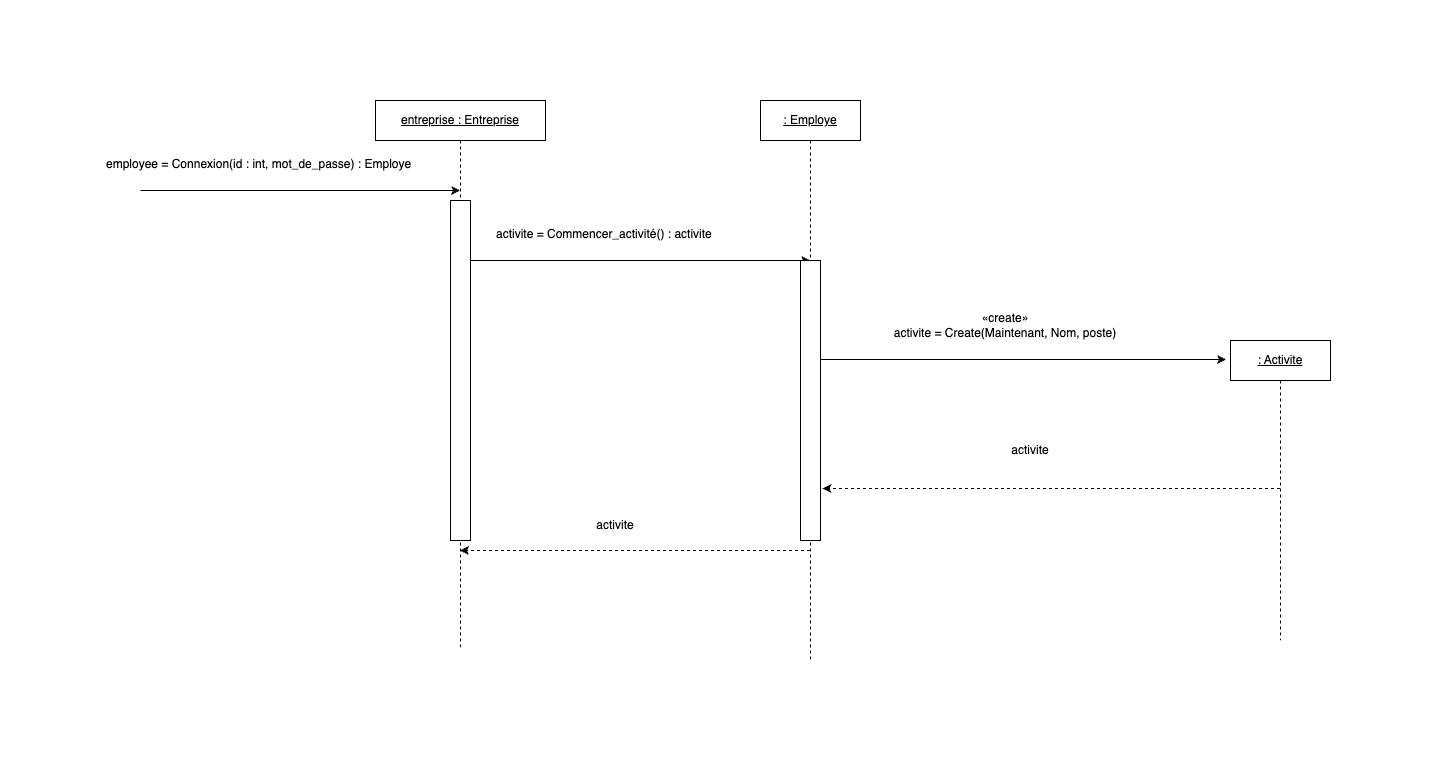 entreprise : Entreprise
: Employe
employee = Connexion(id : int, mot_de_passe) : Employe
activite = Commencer_activité() : activite
«create»
activite = Create(Maintenant, Nom, poste)
: Activite
activite
activite